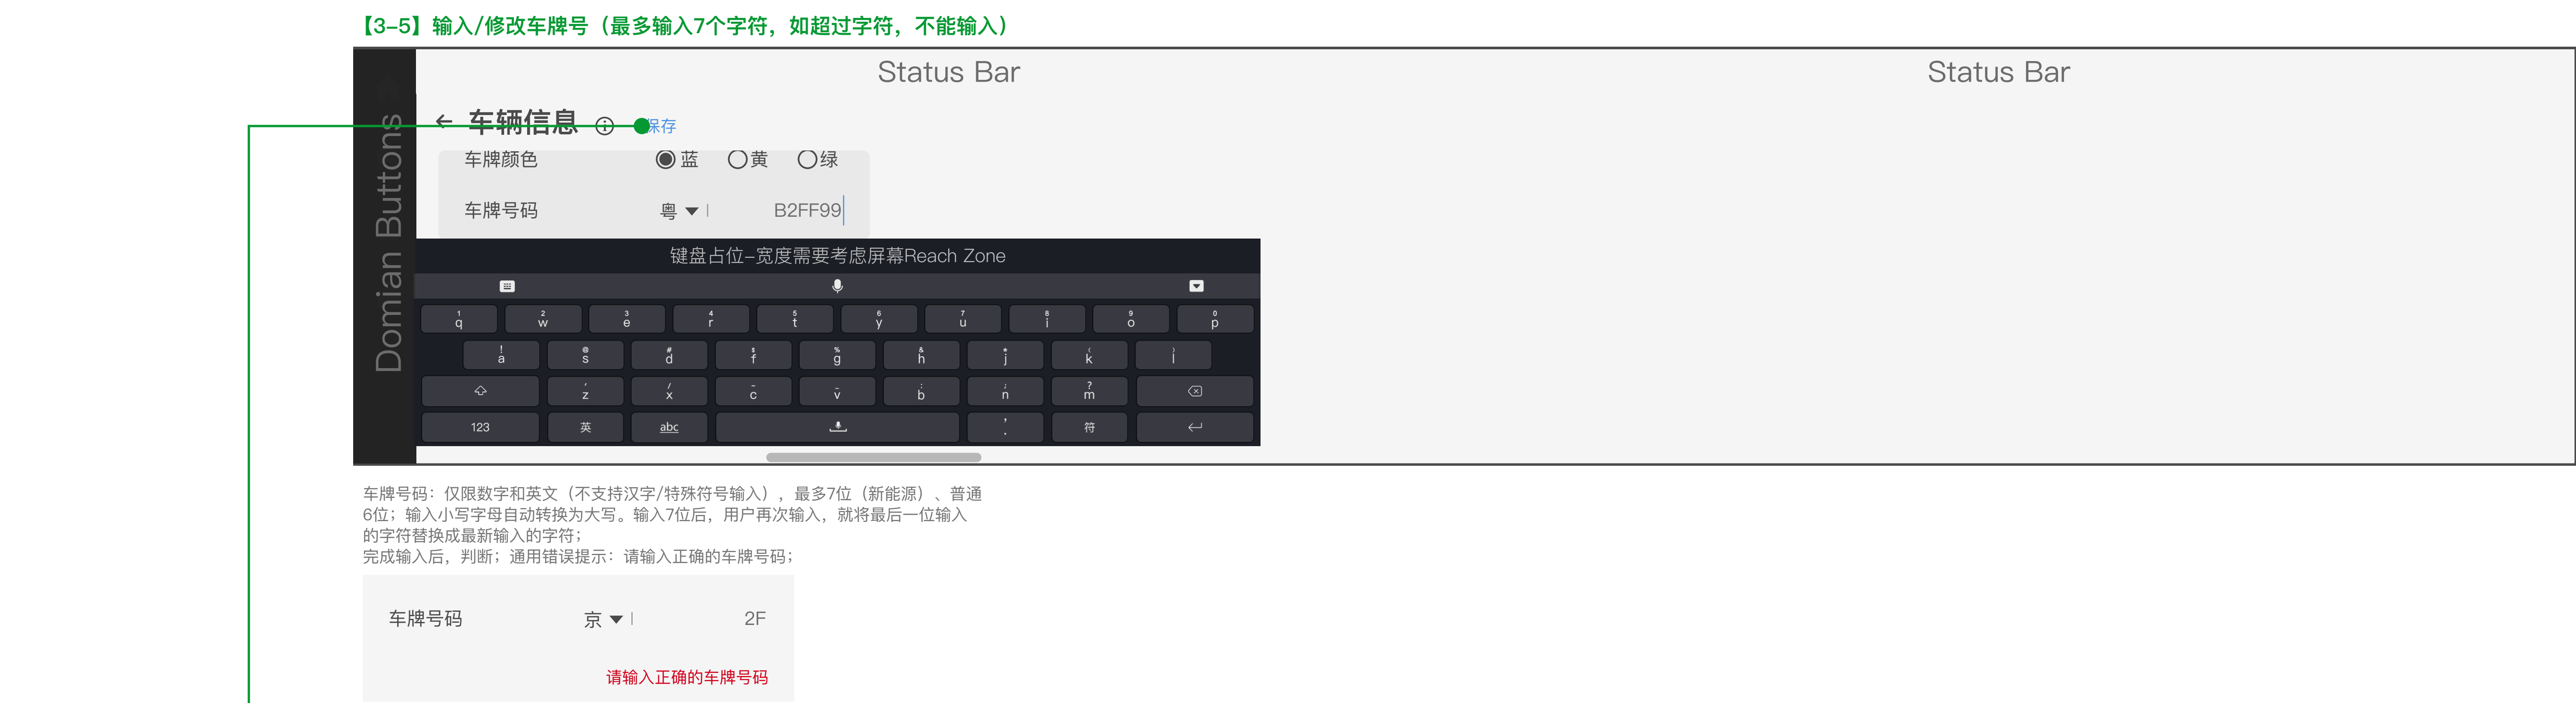 【3-5】输入/修改车牌号（最多输入7个字符，如超过字符，不能输入）
Status Bar
Status Bar
Domian Buttons
车辆信息
保存
车牌颜色 蓝 黄 绿
车牌号码 粤 B2FF99
键盘占位-宽度需要考虑屏幕Reach Zone
1 2 3 4 5 6 7 8 9 0
q w e r t y u i o p
! @ # $ % & * ( )
a s d f g h j k l
' / - _ : ; ?
z x c v b n m
123 英 abc , . 符
车牌号码：仅限数字和英文（不支持汉字/特殊符号输入），最多7位（新能源）、普通
6位；输入小写字母自动转换为大写。输入7位后，用户再次输入，就将最后一位输入
的字符替换成最新输入的字符；
完成输入后，判断；通用错误提示：请输入正确的车牌号码；
车牌号码 京 2F
请输入正确的车牌号码